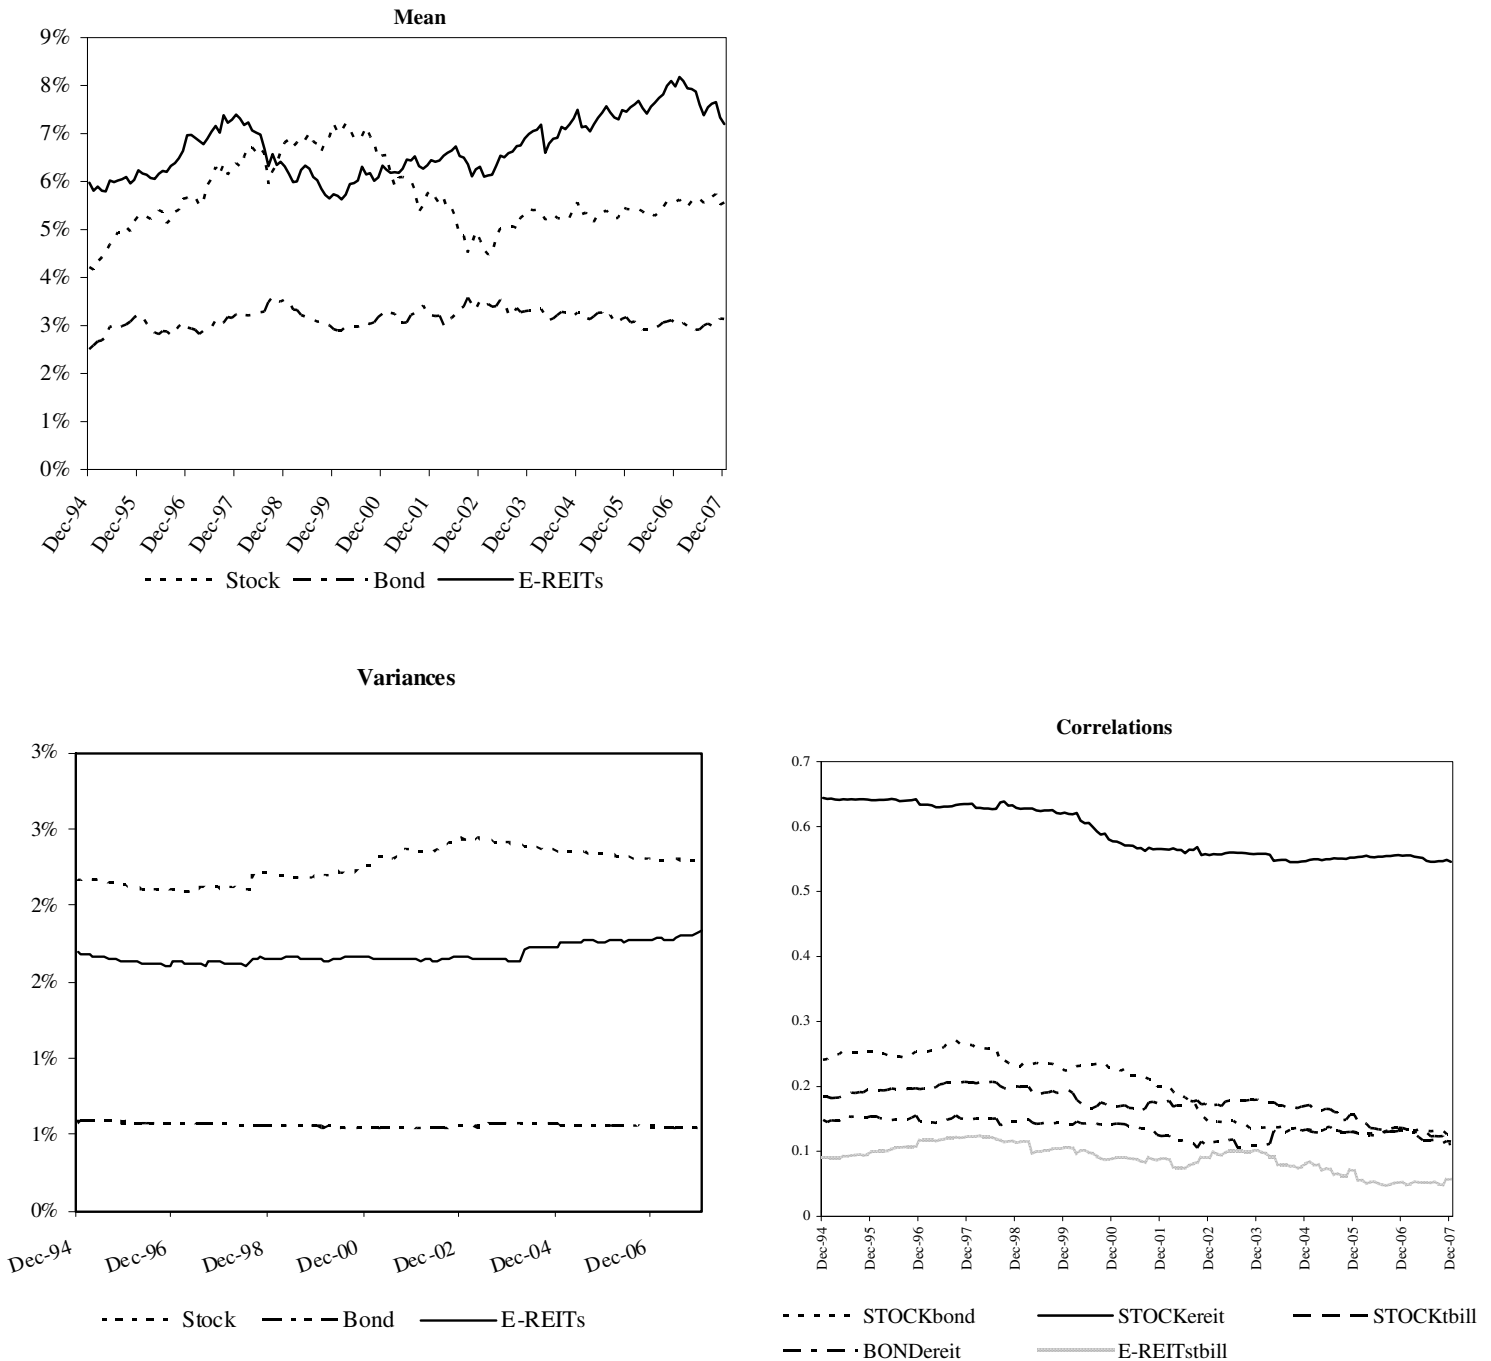 Mean
9%
8%
7%
6%
5%
4%
3%
2%
1%
0%
Dec-94 Dec-95 Dec-96 Dec-97 Dec-98 Dec-99 Dec-00 Dec-01 Dec-02 Dec-03 Dec-04 Dec-05 Dec-06 Dec-07
Stock Bond E-REITs
Variances
3%
3%
2%
2%
1%
1%
0%
Dec-94 Dec-96 Dec-98 Dec-00 Dec-02 Dec-04 Dec-06
Stock Bond E-REITs
Correlations
0.7
0.6
0.5
0.4
0.3
0.2
0.1
0
Dec-94 Dec-95 Dec-96 Dec-97 Dec-98 Dec-99 Dec-00 Dec-01 Dec-02 Dec-03 Dec-04 Dec-05 Dec-06 Dec-07
STOCKbond STOCKereit STOCKtbill
BONDereit E-REITstbill